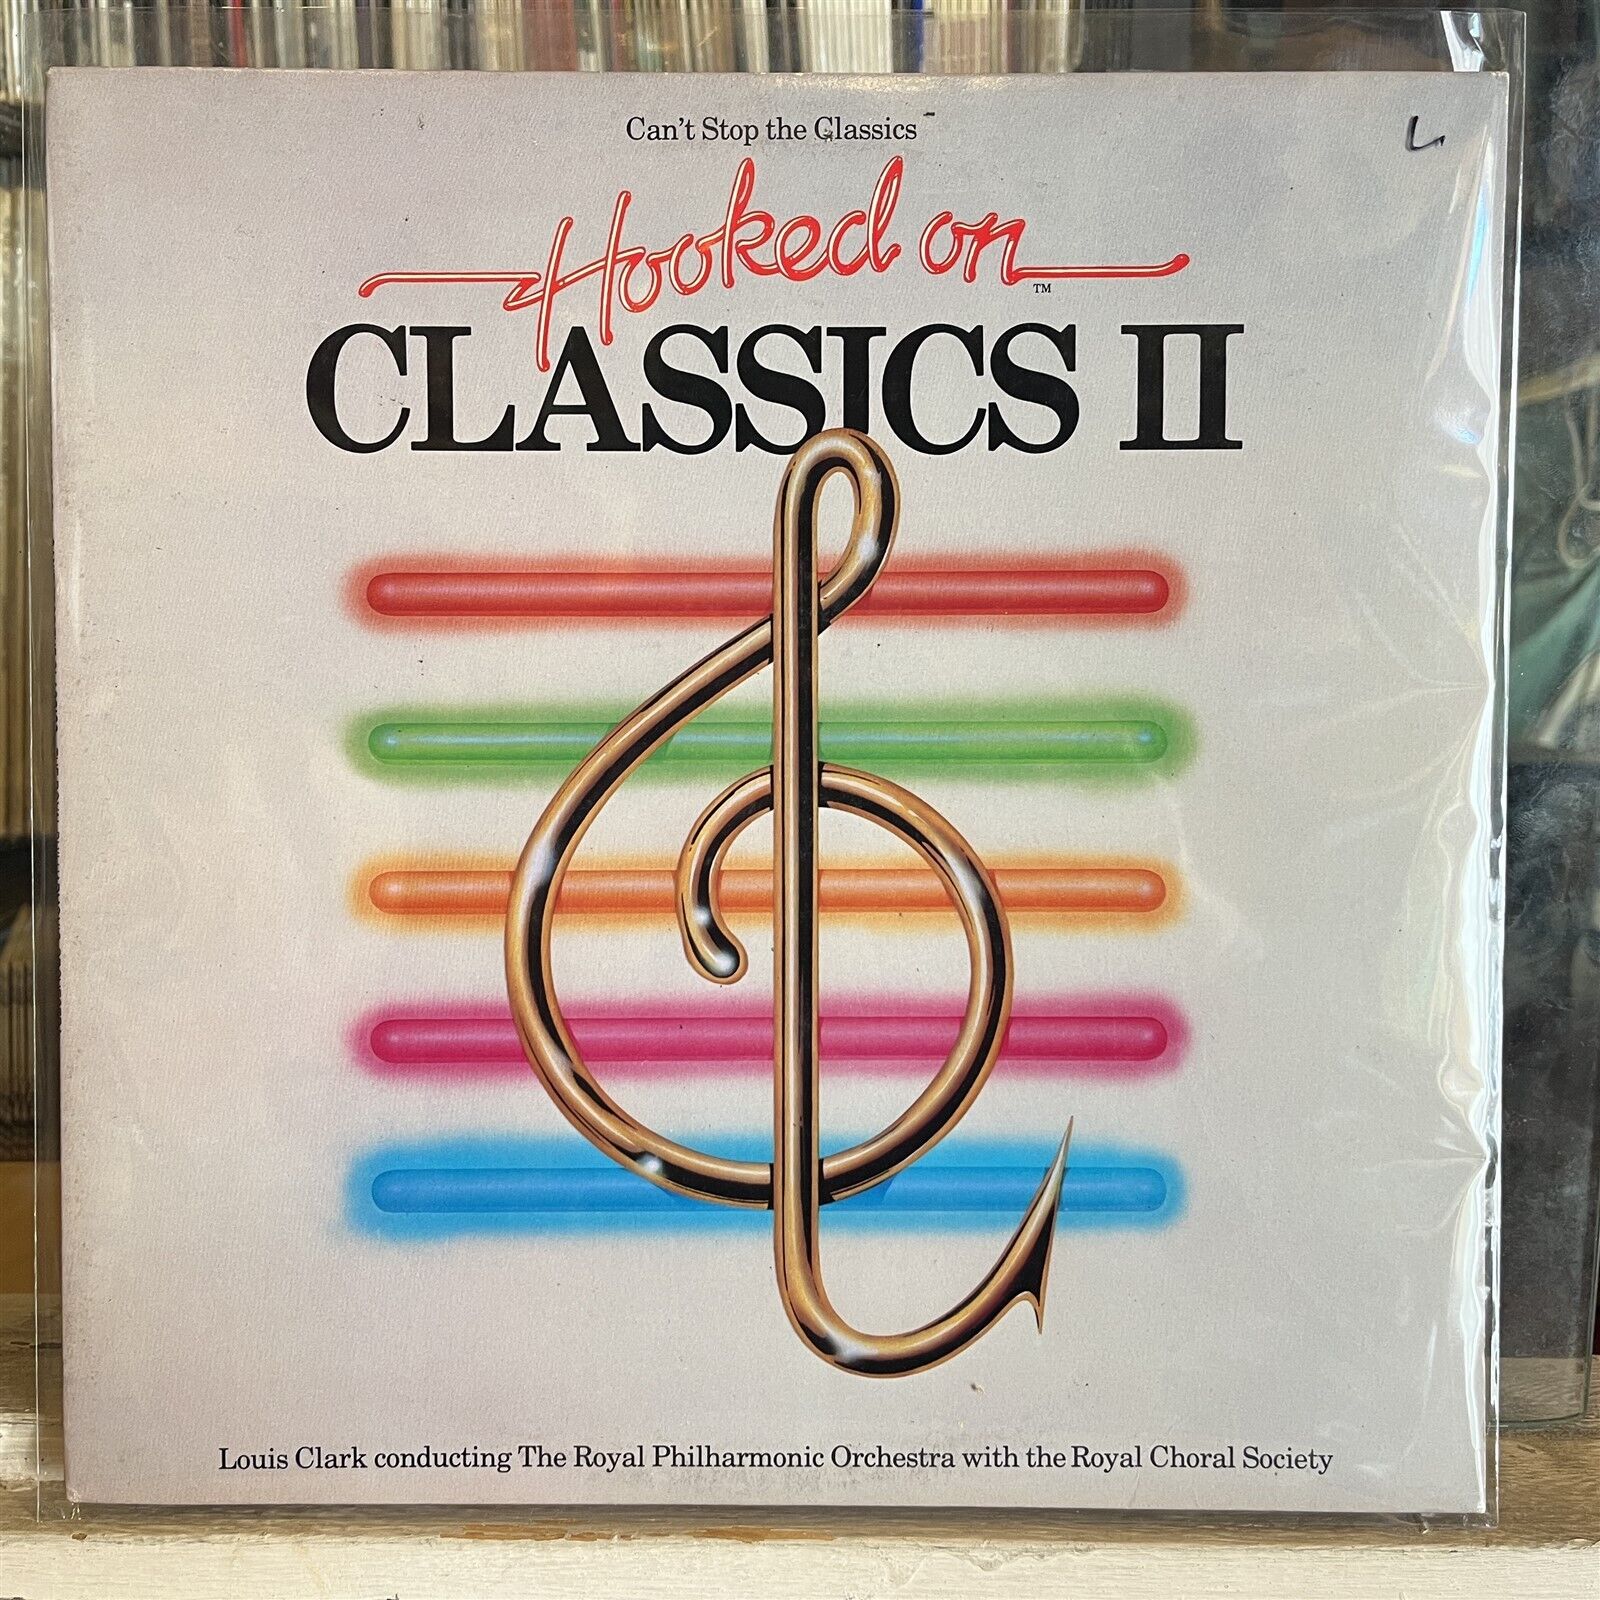 Can't Stop the Classics
Hooked on
TM
CLASSICS II
Louis Clark conducting The Royal Philharmonic Orchestra with the Royal Choral Society